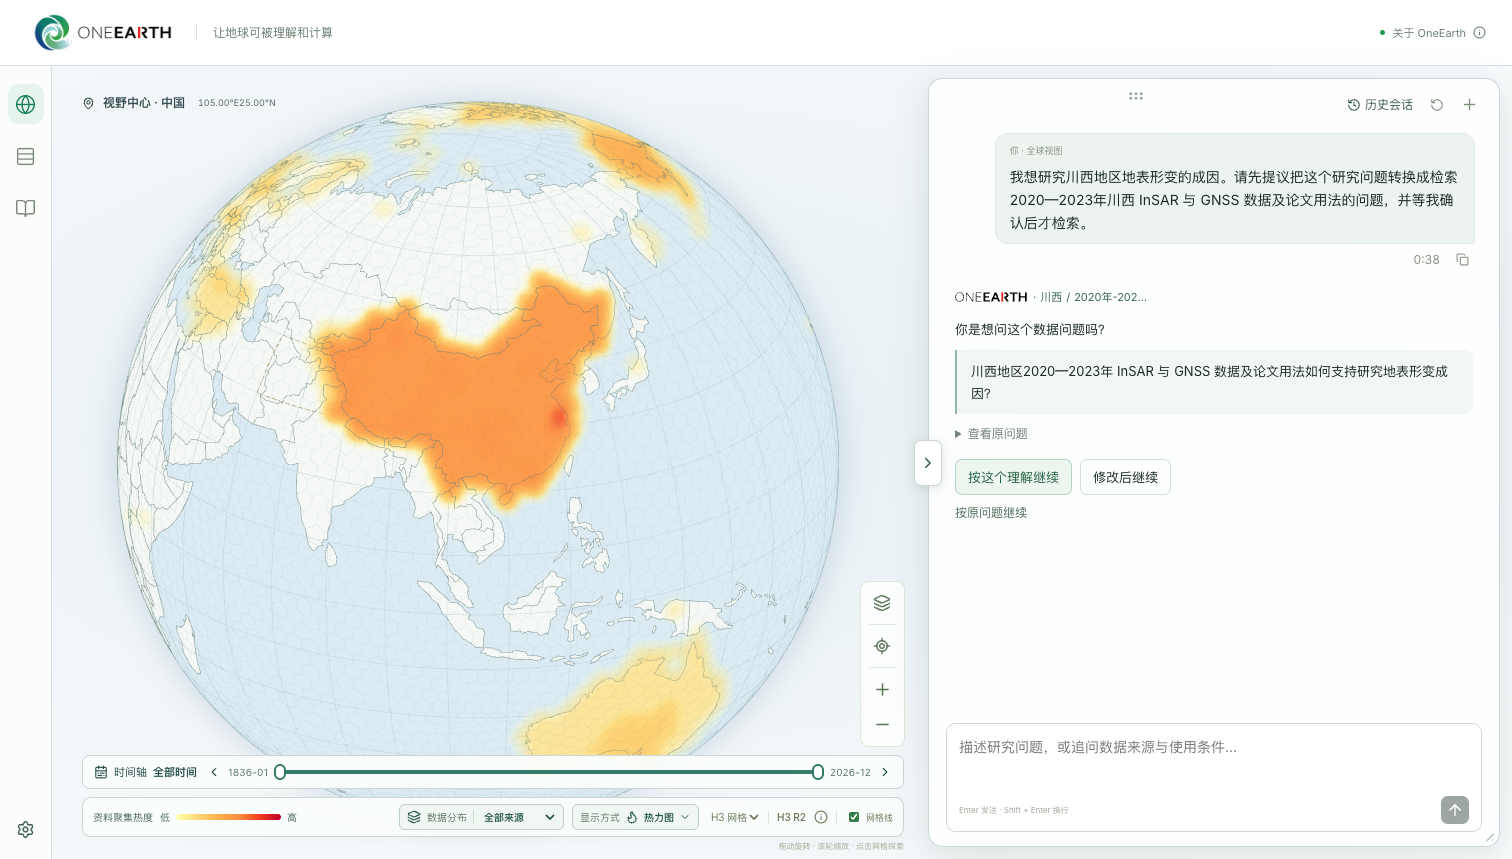 ONEEARTH
让地球可被理解和计算
关于 OneEarth
视野中心 · 中国
105.00°E25.00°N
历史会话
你 · 全球视图
我想研究川西地区地表形变的成因。请先提议把这个研究问题转换成检索
2020—2023年川西 InSAR 与 GNSS 数据及论文用法的问题，并等我确
认后才检索。
0:38
ONEEARTH · 川西 / 2020年-202...
你是想问这个数据问题吗?
川西地区2020—2023年 InSAR 与 GNSS 数据及论文用法如何支持研究地表形变成
因?
查看原问题
按这个理解继续
修改后继续
按原问题继续
时间轴 全部时间
1836-01
2026-12
资料聚集热度 低
高
数据分布 全部来源
显示方式 热力图
H3 网格
H3 R2
网格线
拖动旋转 · 滚轮缩放 · 点击网格探索
描述研究问题，或追问数据来源与使用条件...
Enter 发送 · Shift + Enter 换行